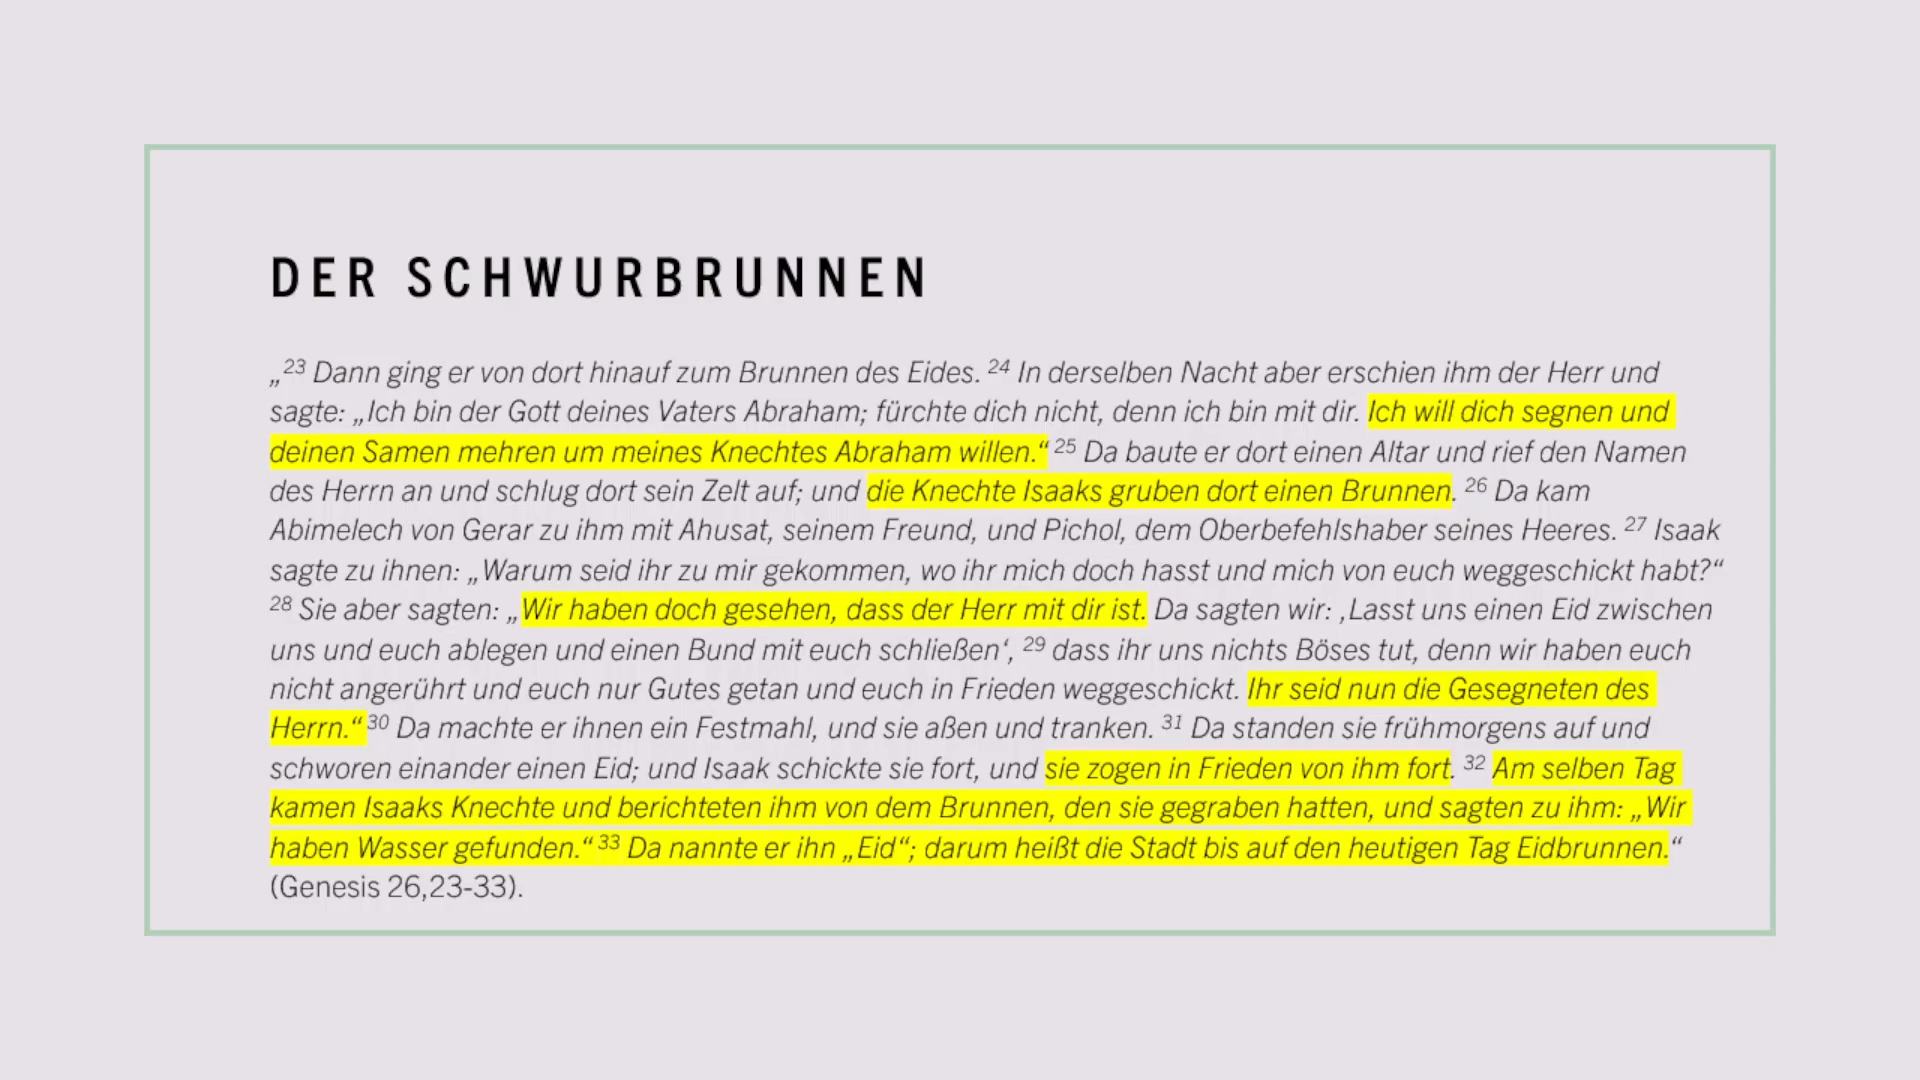 DER SCHWURBRUNNEN
„²³ Dann ging er von dort hinauf zum Brunnen des Eides. ²⁴ In derselben Nacht aber erschien ihm der Herr und
sagte: „Ich bin der Gott deines Vaters Abraham; fürchte dich nicht, denn ich bin mit dir. Ich will dich segnen und
deinen Samen mehren um meines Knechtes Abraham willen.“ ²⁵ Da baute er dort einen Altar und rief den Namen
des Herrn an und schlug dort sein Zelt auf; und die Knechte Isaaks gruben dort einen Brunnen. ²⁶ Da kam
Abimelech von Gerar zu ihm mit Ahusat, seinem Freund, und Pichol, dem Oberbefehlshaber seines Heeres. ²⁷ Isaak
sagte zu ihnen: „Warum seid ihr zu mir gekommen, wo ihr mich doch hasst und mich von euch weggeschickt habt?“
²⁸ Sie aber sagten: „Wir haben doch gesehen, dass der Herr mit dir ist. Da sagten wir: ‚Lasst uns einen Eid zwischen
uns und euch ablegen und einen Bund mit euch schließen‘, ²⁹ dass ihr uns nichts Böses tut, denn wir haben euch
nicht angerührt und euch nur Gutes getan und euch in Frieden weggeschickt. Ihr seid nun die Gesegneten des
Herrn.“ ³⁰ Da machte er ihnen ein Festmahl, und sie aßen und tranken. ³¹ Da standen sie frühmorgens auf und
schworen einander einen Eid; und Isaak schickte sie fort, und sie zogen in Frieden von ihm fort. ³² Am selben Tag
kamen Isaaks Knechte und berichteten ihm von dem Brunnen, den sie gegraben hatten, und sagten zu ihm: „Wir
haben Wasser gefunden.“ ³³ Da nannte er ihn „Eid“; darum heißt die Stadt bis auf den heutigen Tag Eidbrunnen.“
(Genesis 26,23-33).